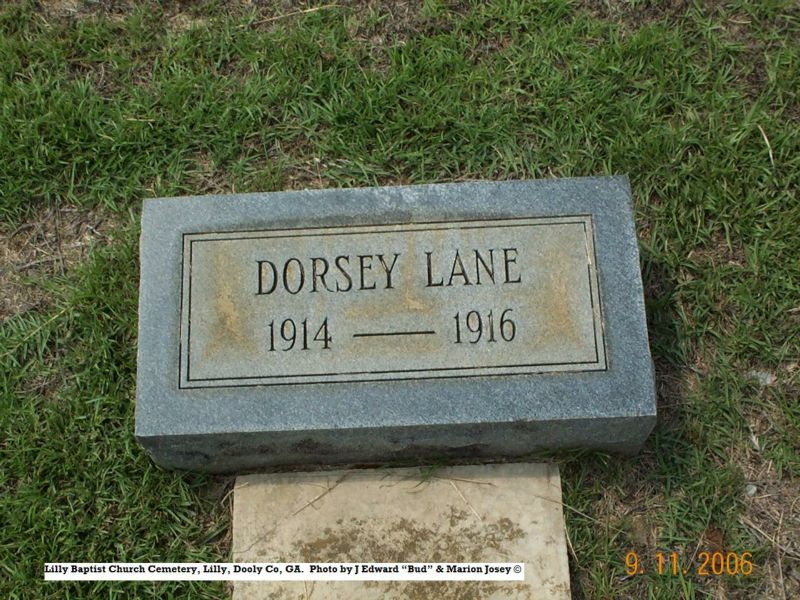 DORSEY LANE
1914 — 1916
Lilly Baptist Church Cemetery, Lilly, Dooly Co, GA. Photo by J Edward “Bud” & Marion Josey ©
9.11.2006